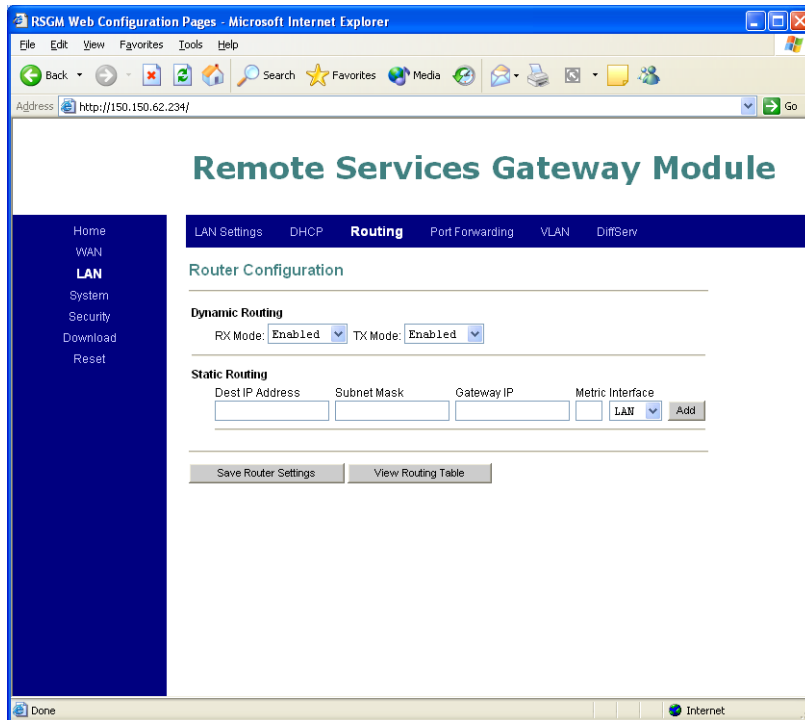 RSGM Web Configuration Pages - Microsoft Internet Explorer
File Edit View Favorites Tools Help
Back Search Favorites Media
Address http://150.150.62.234/ Go
Remote Services Gateway Module
Home
WAN
LAN
System
Security
Download
Reset
LAN Settings DHCP Routing Port Forwarding VLAN DiffServ
Router Configuration
Dynamic Routing
RX Mode: Enabled TX Mode: Enabled
Static Routing
Dest IP Address Subnet Mask Gateway IP Metric Interface
LAN Add
Save Router Settings View Routing Table
Done Internet